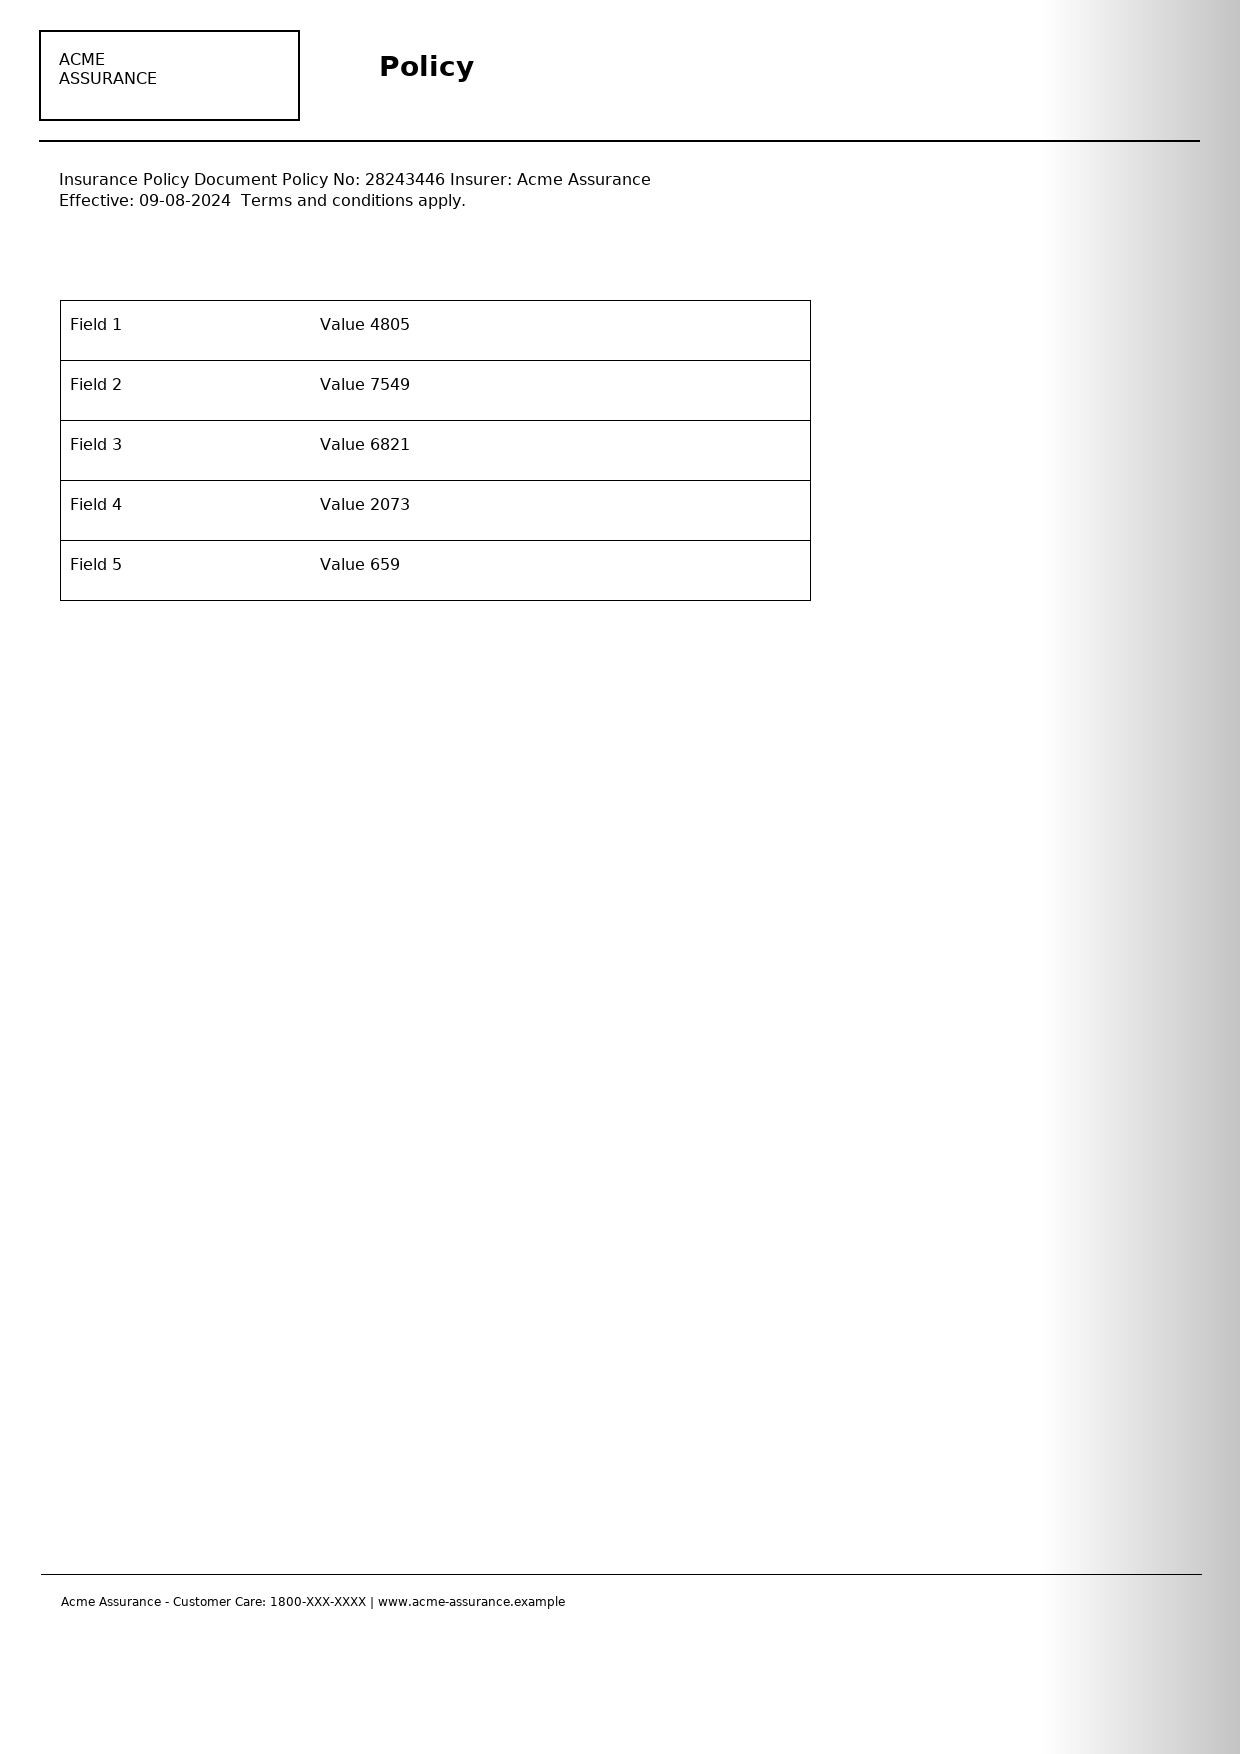 ACME
ASSURANCE
Policy
Insurance Policy Document Policy No: 28243446 Insurer: Acme Assurance
Effective: 09-08-2024  Terms and conditions apply.
Field 1 Value 4805
Field 2 Value 7549
Field 3 Value 6821
Field 4 Value 2073
Field 5 Value 659
Acme Assurance - Customer Care: 1800-XXX-XXXX | www.acme-assurance.example